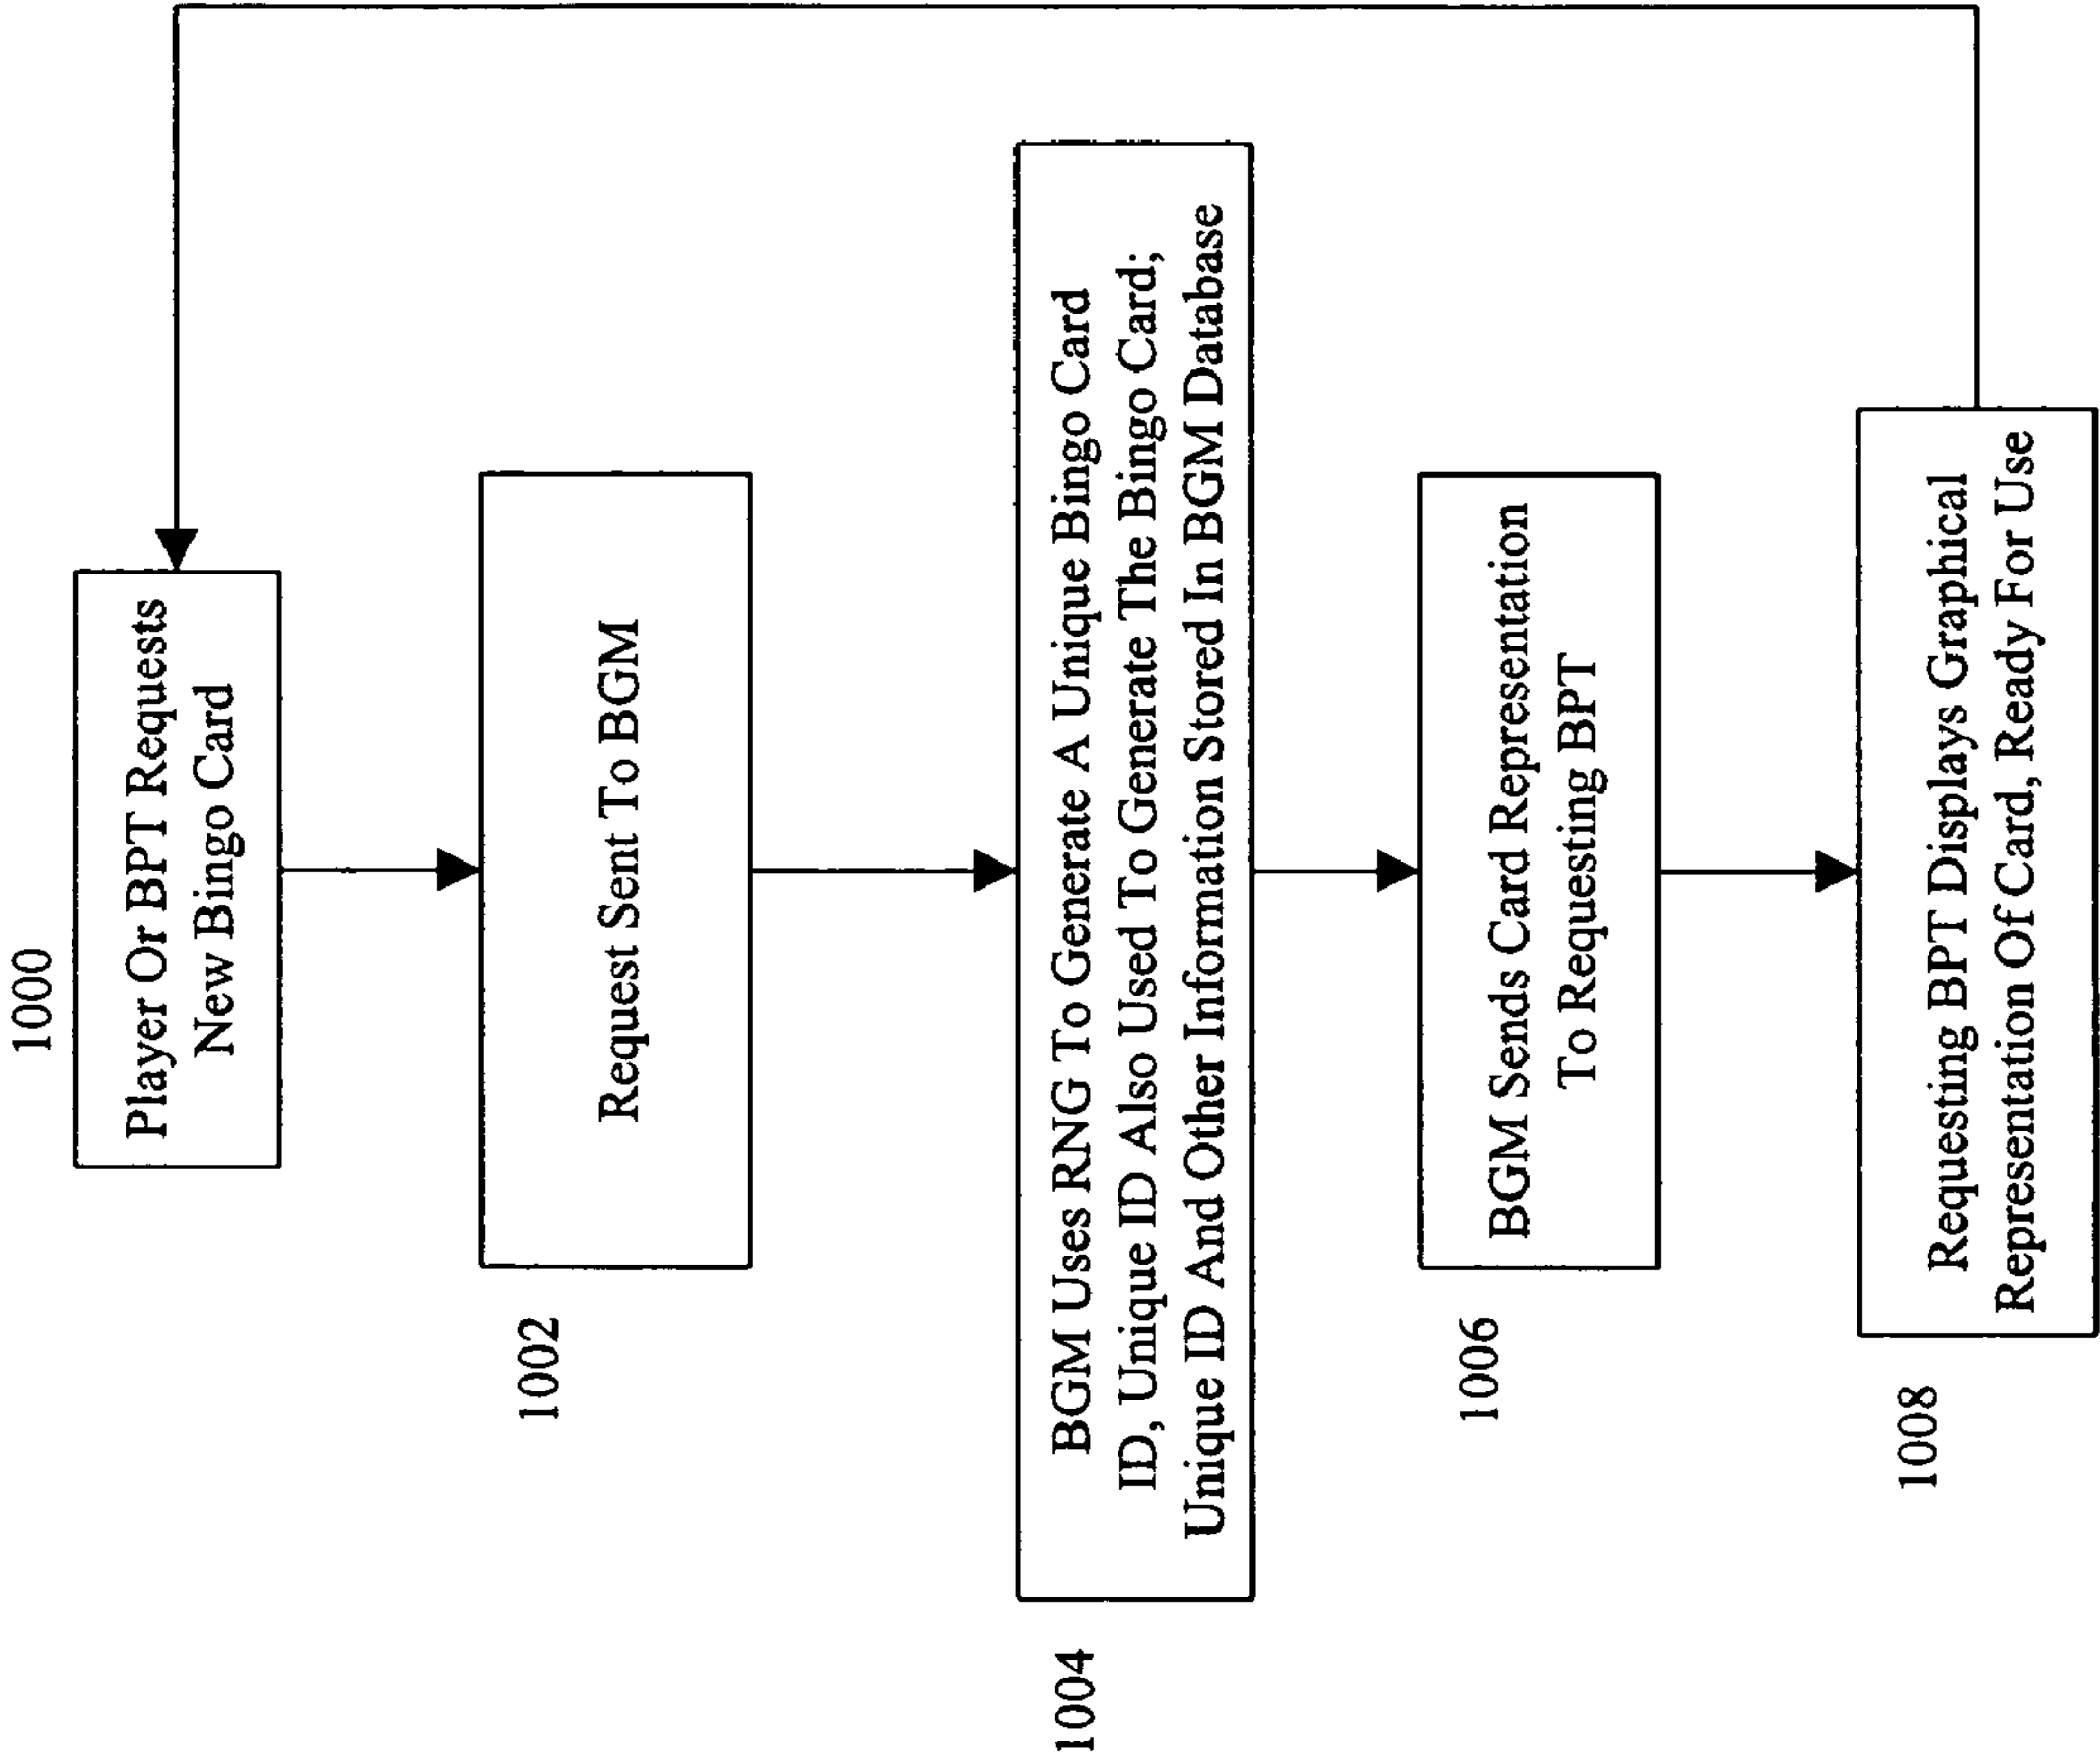 1000
Player Or BPT Requests
New Bingo Card
1002
Request Sent To BGM
1004
BGM Uses RNG To Generate A Unique Bingo Card
ID, Unique ID Also Used To Generate The Bingo Card;
Unique ID And Other Information Stored In BGM Database
1006
BGM Sends Card Representation
To Requesting BPT
1008
Requesting BPT Displays Graphical
Representation Of Card, Ready For Use